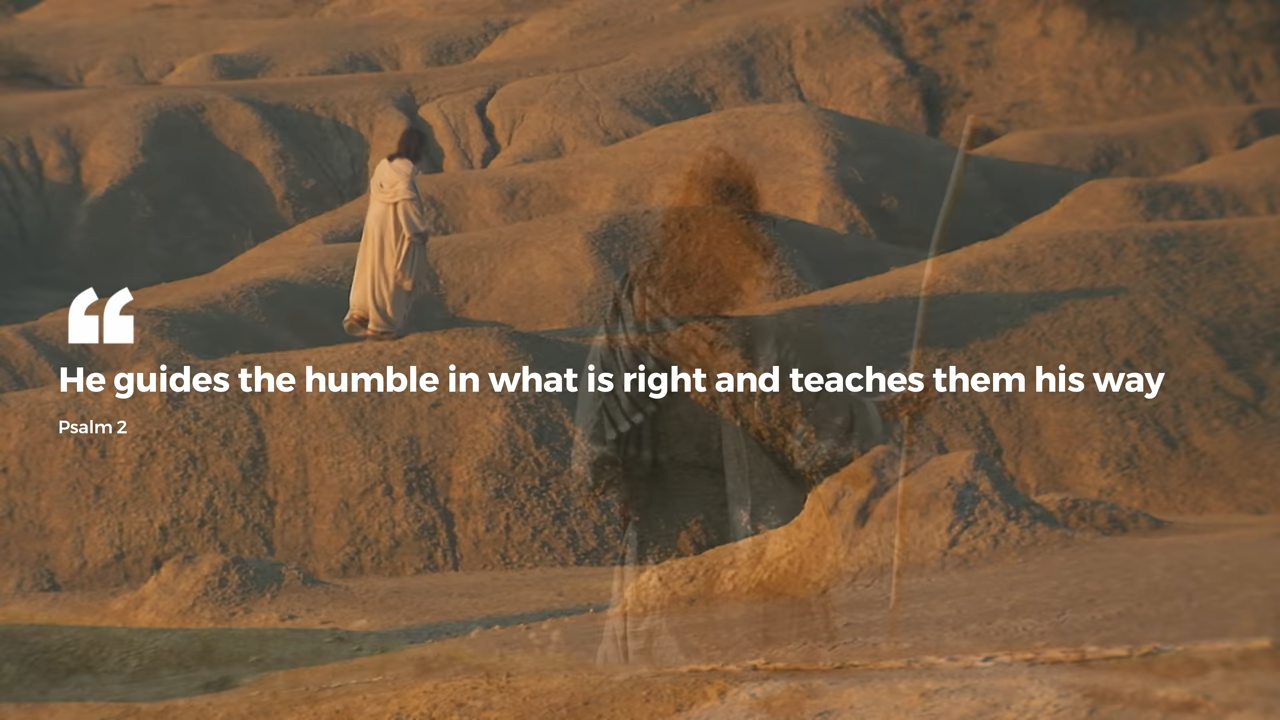 “
He guides the humble in what is right and teaches them his way
Psalm 2